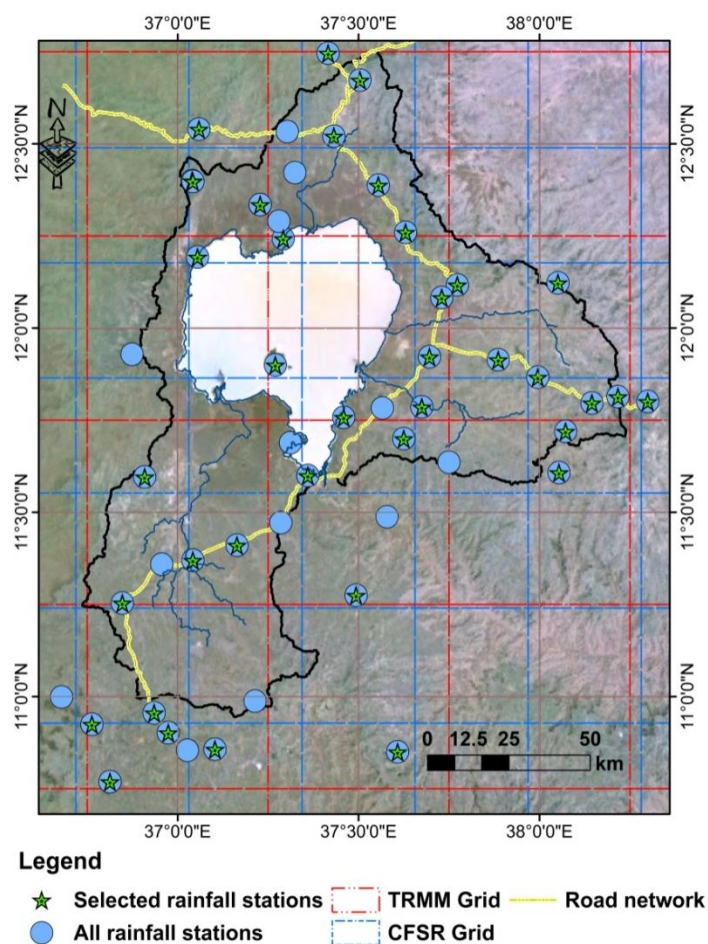 37°0'0"E 37°30'0"E 38°0'0"E
N
12°30'0"N 12°30'0"N
12°0'0"N 12°0'0"N
11°30'0"N 11°30'0"N
11°0'0"N 11°0'0"N
0 12.5 25 50
km
37°0'0"E 37°30'0"E 38°0'0"E
Legend
Selected rainfall stations TRMM Grid Road network
All rainfall stations CFSR Grid